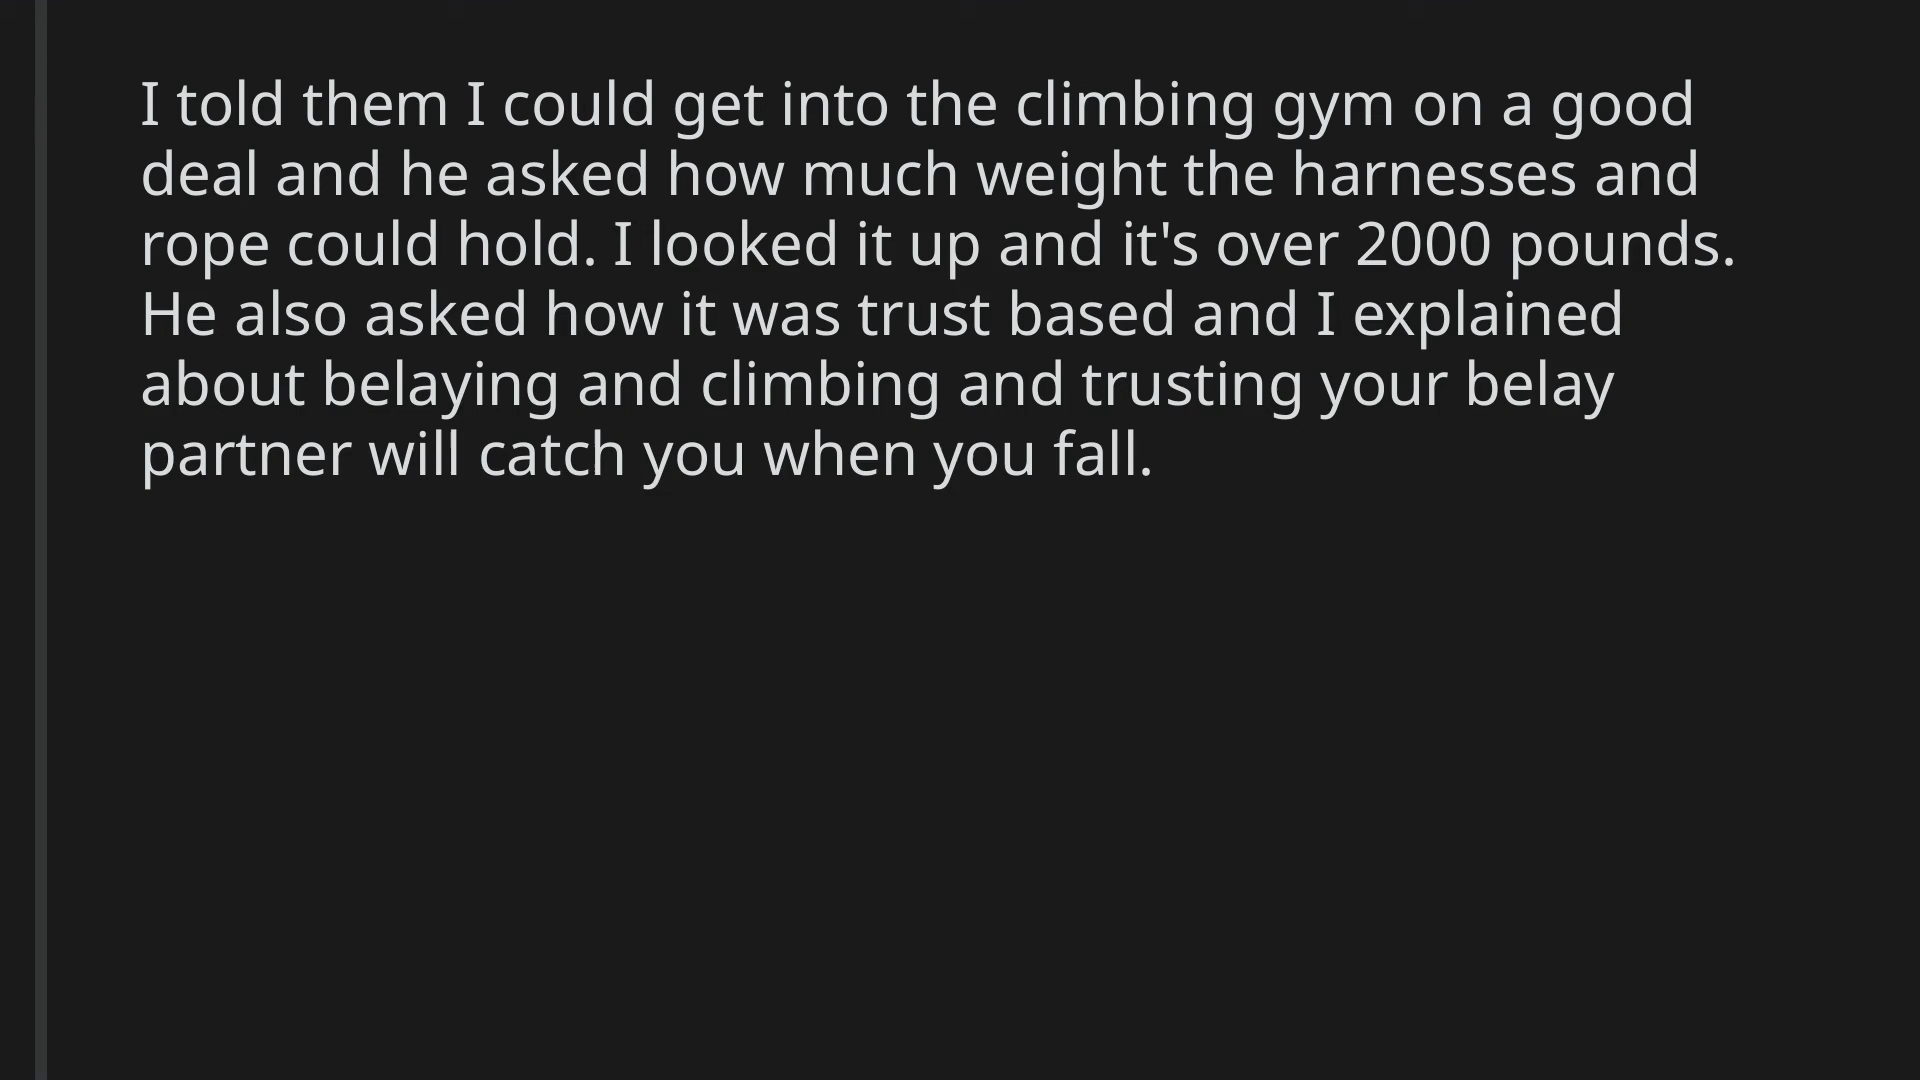 I told them I could get into the climbing gym on a good
deal and he asked how much weight the harnesses and
rope could hold. I looked it up and it's over 2000 pounds.
He also asked how it was trust based and I explained
about belaying and climbing and trusting your belay
partner will catch you when you fall.